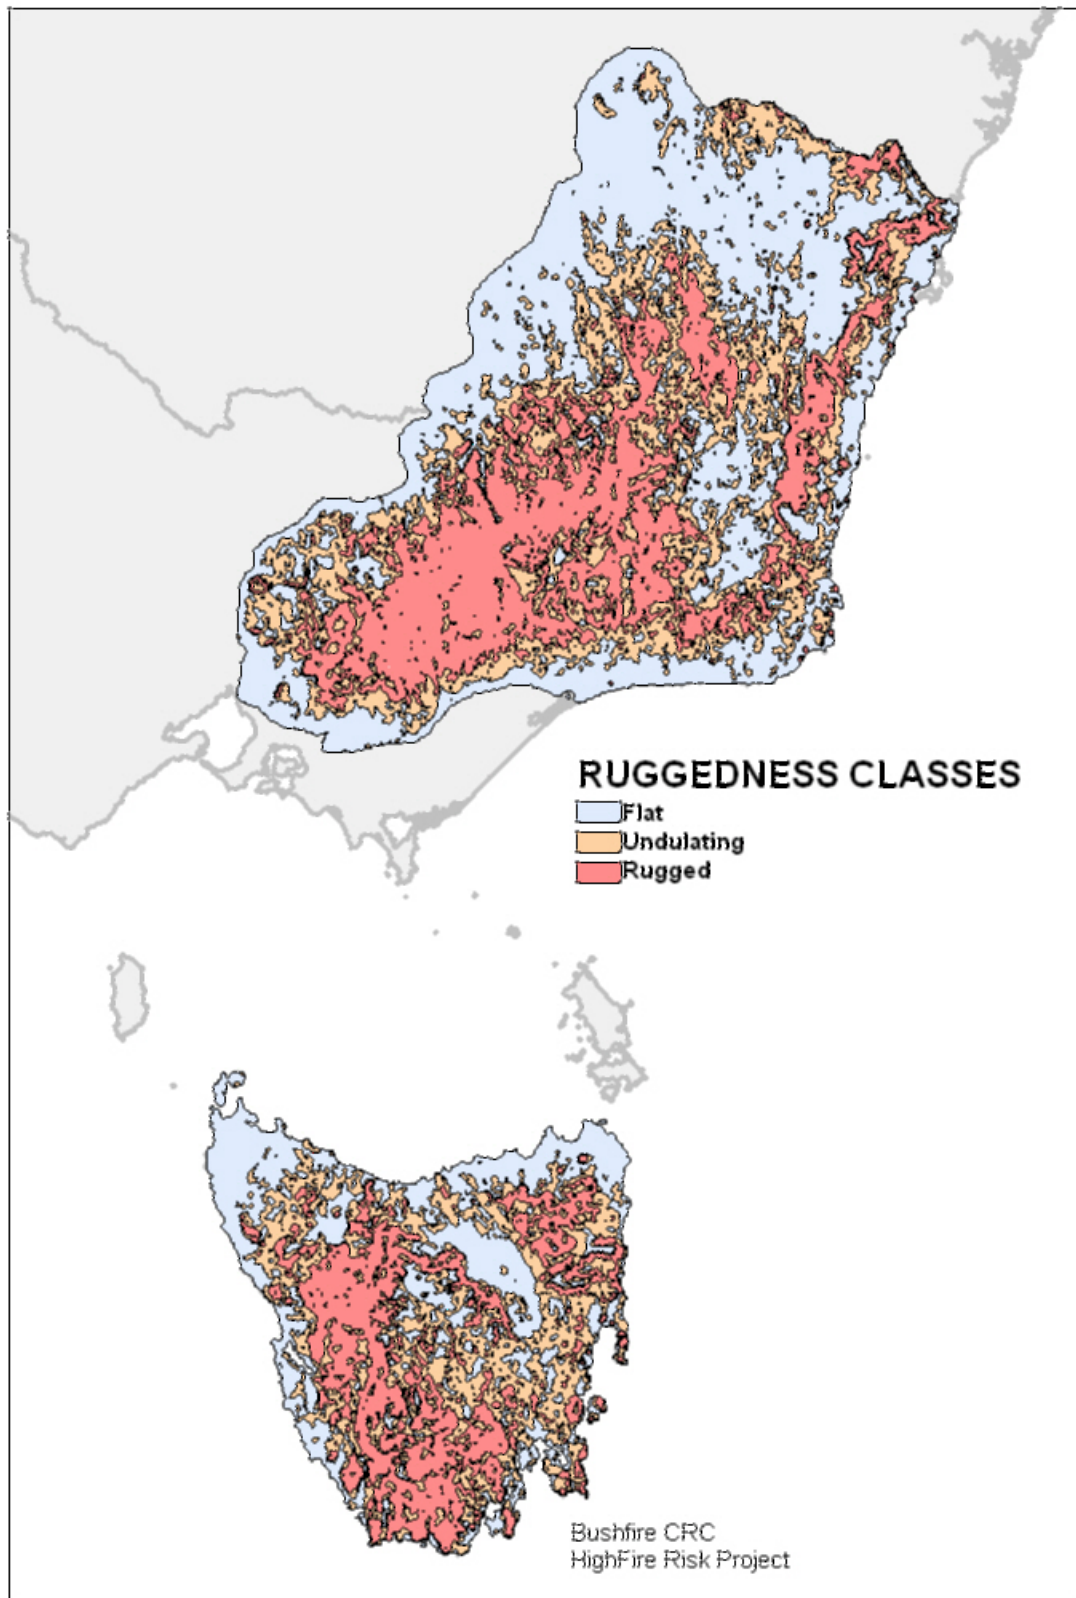 RUGGEDNESS CLASSES
Flat
Undulating
Rugged
Bushfire CRC
HighFire Risk Project